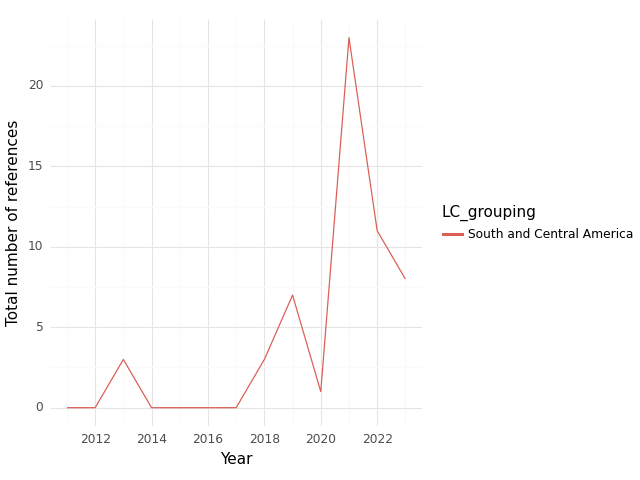 Total number of references
20
15
10
5
0
2012 2014 2016 2018 2020 2022
Year
LC_grouping
South and Central America